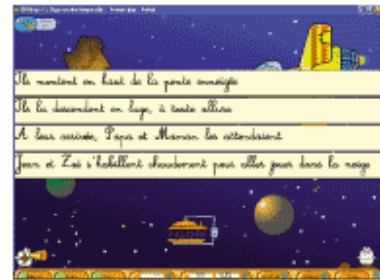 Ils montent en haut de la pente enneigée
Ils la descendent en luge, à toute allure
A leur arrivée, Papa et Maman les attendaient
Jean et Zoé s'habillent chaudement pour aller jouer dans la neige